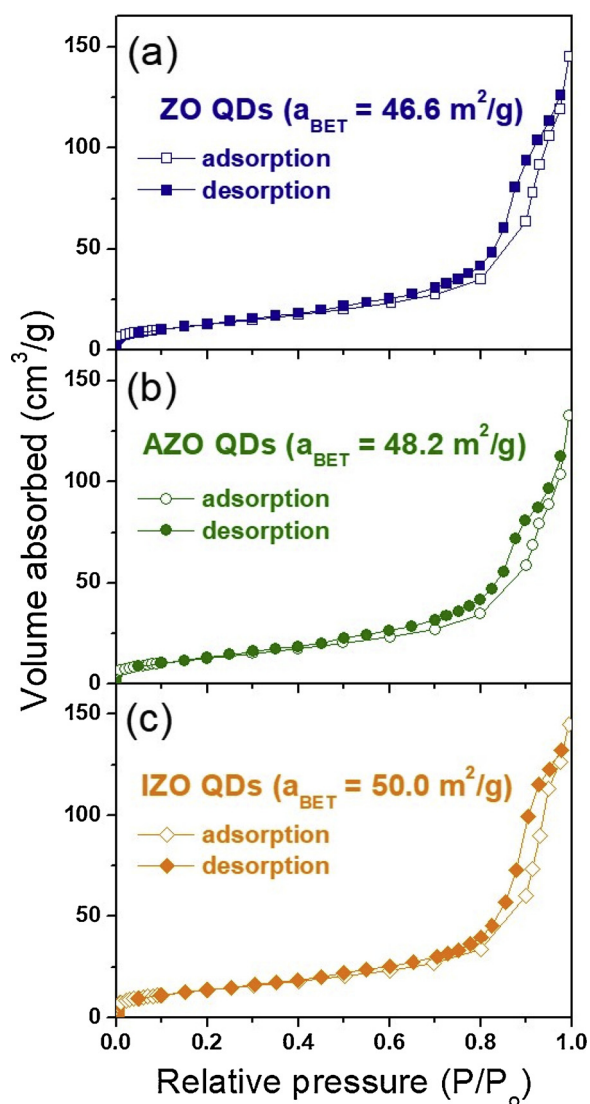 (a)
150
ZO QDs (aBET = 46.6 m²/g)
adsorption
100
desorption
50
0
(b)
150
AZO QDs (aBET = 48.2 m²/g)
100
adsorption
desorption
50
0
(c)
150
IZO QDs (aBET = 50.0 m²/g)
100
adsorption
desorption
50
0
0.0 0.2 0.4 0.6 0.8 1.0
Volume absorbed (cm³/g)
Relative pressure (P/Po)